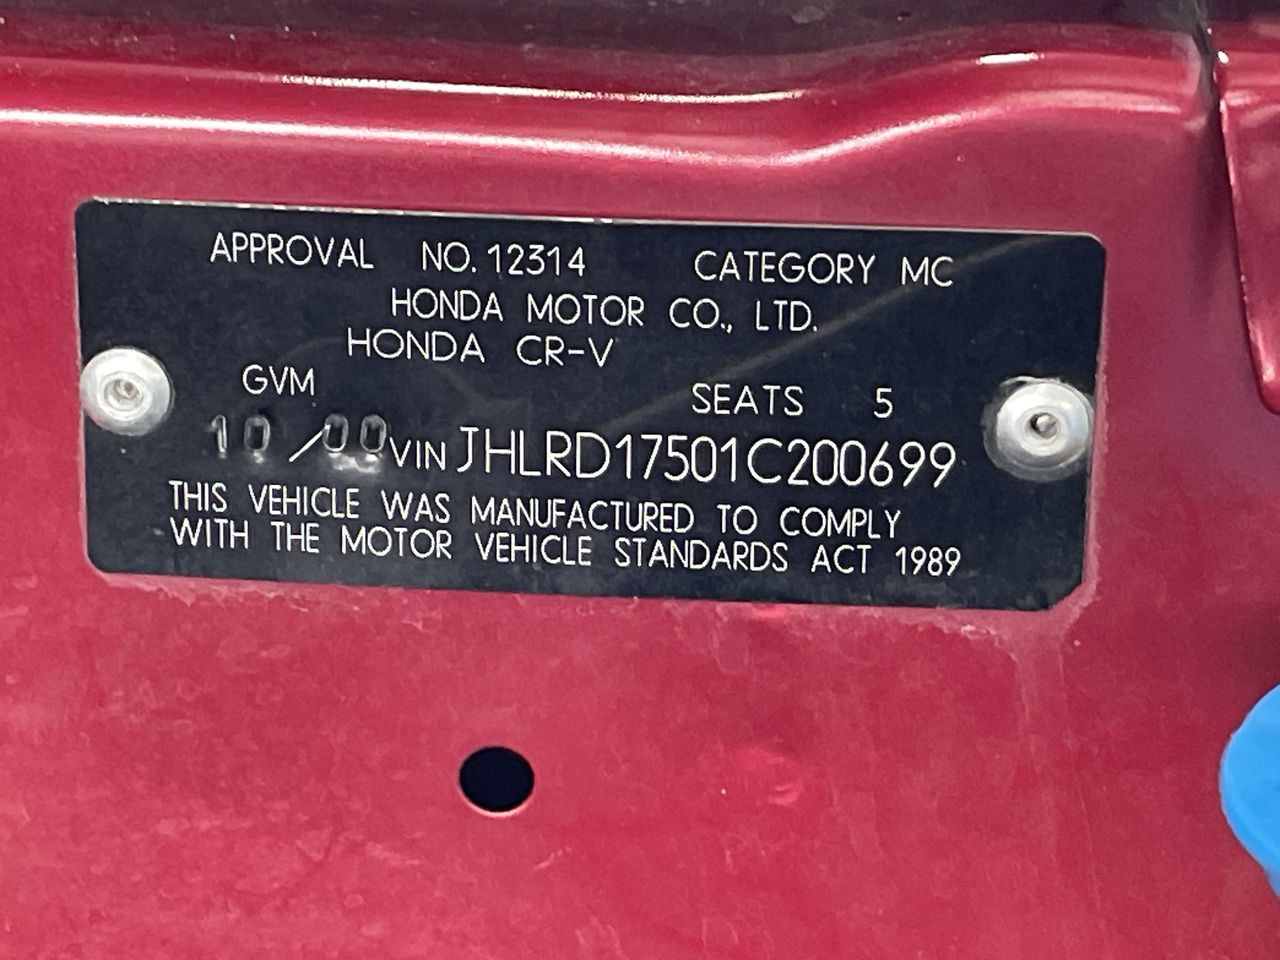 APPROVAL NO. 12314 CATEGORY MC
HONDA MOTOR CO., LTD.
HONDA CR-V
GVM SEATS 5
10 /00 VIN JHLRD17501C200699
THIS VEHICLE WAS MANUFACTURED TO COMPLY
WITH THE MOTOR VEHICLE STANDARDS ACT 1989